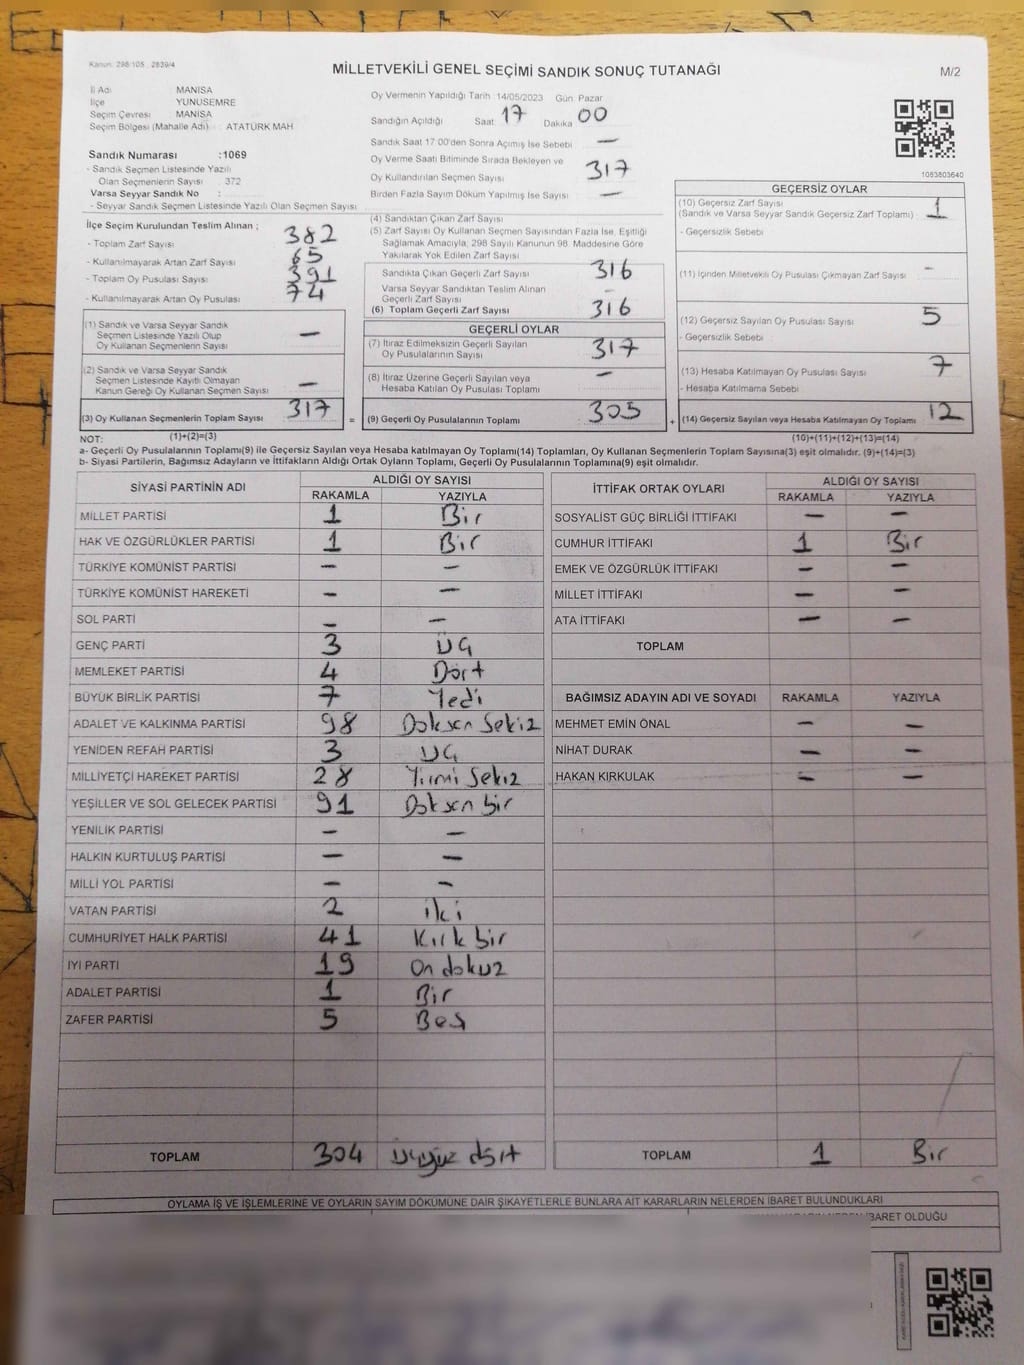 Kanun: 298/105 , 2839/4
MİLLETVEKİLİ GENEL SEÇİMİ SANDIK SONUÇ TUTANAĞI
M/2
İl Adı : MANİSA
İlçe : YUNUSEMRE
Seçim Çevresi : MANİSA
Seçim Bölgesi (Mahalle Adı) : ATATÜRK MAH.
Sandık Numarası :1069
- Sandık Seçmen Listesinde Yazılı
Olan Seçmenlerin Sayısı : 372
Varsa Seyyar Sandık No :
- Seyyar Sandık Seçmen Listesinde Yazılı Olan Seçmen Sayısı :
Oy Vermenin Yapıldığı Tarih :14/05/2023 Gün: Pazar
Sandığın Açıldığı Saat 17 Dakika 00
Sandık Saat 17:00'den Sonra Açımış İse Sebebi —
Oy Verme Saati Bitiminde Sırada Bekleyen ve
Oy Kullandırılan Seçmen Sayısı 317
Birden Fazla Sayım Döküm Yapılmış İse Sayısı —
1083803640
İlçe Seçim Kurulundan Teslim Alınan ;
- Toplam Zarf Sayısı 382
- Kullanılmayarak Artan Zarf Sayısı 65
- Toplam Oy Pusulası Sayısı 391
- Kullanılmayarak Artan Oy Pusulası 74
(4) Sandıktan Çıkan Zarf Sayısı
(5) Zarf Sayısı Oy Kullanan Seçmen Sayısından Fazla İse, Eşitliği
Sağlamak Amacıyla, 298 Sayılı Kanunun 98. Maddesine Göre
Yakılarak Yok Edilen Zarf Sayısı
Sandıkta Çıkan Geçerli Zarf Sayısı 316
Varsa Seyyar Sandıktan Teslim Alınan
Geçerli Zarf Sayısı —
(6) Toplam Geçerli Zarf Sayısı 316
GEÇERSİZ OYLAR
(10) Geçersiz Zarf Sayısı
(Sandık ve Varsa Seyyar Sandık Geçersiz Zarf Toplamı) 1
- Geçersizlik Sebebi :
(11) İçinden Milletvekili Oy Pusulası Çıkmayan Zarf Sayısı —
(12) Geçersiz Sayılan Oy Pusulası Sayısı 5
- Geçersizlik Sebebi :
(13) Hesaba Katılmayan Oy Pusulası Sayısı 7
- Hesaba Katılmama Sebebi :
(14) Geçersiz Sayılan veya Hesaba Katılmayan Oy Toplamı 12
(10)+(11)+(12)+(13)=(14)
(1) Sandık ve Varsa Seyyar Sandık
Seçmen Listesinde Yazılı Olup
Oy Kullanan Seçmenlerin Sayısı —
(2) Sandık ve Varsa Seyyar Sandık
Seçmen Listesinde Kayıtlı Olmayan
Kanun Gereği Oy Kullanan Seçmen Sayısı —
(3) Oy Kullanan Seçmenlerin Toplam Sayısı 317 =
(1)+(2)=(3)
GEÇERLİ OYLAR
(7) İtiraz Edilmeksizin Geçerli Sayılan
Oy Pusulalarının Sayısı 317
(8) İtiraz Üzerine Geçerli Sayılan veya
Hesaba Katılan Oy Pusulası Toplamı —
(9) Geçerli Oy Pusulalarının Toplamı 305 +
NOT:
a- Geçerli Oy Pusulalarının Toplamı(9) ile Geçersiz Sayılan veya Hesaba katılmayan Oy Toplamı(14) Toplamları, Oy Kullanan Seçmenlerin Toplam Sayısına(3) eşit olmalıdır. (9)+(14)=(3)
b- Siyasi Partilerin, Bağımsız Adayların ve İttifakların Aldığı Ortak Oyların Toplamı, Geçerli Oy Pusulalarının Toplamına(9) eşit olmalıdır.
SİYASİ PARTİNİN ADI ALDIĞI OY SAYISI
RAKAMLA YAZIYLA
MİLLET PARTİSİ 1 Bir
HAK VE ÖZGÜRLÜKLER PARTİSİ 1 Bir
TÜRKİYE KOMÜNİST PARTİSİ — —
TÜRKİYE KOMÜNİST HAREKETİ — —
SOL PARTİ — —
GENÇ PARTİ 3 Üç
MEMLEKET PARTİSİ 4 Dört
BÜYÜK BİRLİK PARTİSİ 7 Yedi
ADALET VE KALKINMA PARTİSİ 98 Doksan Sekiz
YENİDEN REFAH PARTİSİ 3 Üç
MİLLİYETÇİ HAREKET PARTİSİ 28 Yirmi Sekiz
YEŞİLLER VE SOL GELECEK PARTİSİ 91 Doksan bir
YENİLİK PARTİSİ — —
HALKIN KURTULUŞ PARTİSİ — —
MİLLİ YOL PARTİSİ — —
VATAN PARTİSİ 2 iki
CUMHURİYET HALK PARTİSİ 41 Kırk bir
İYİ PARTİ 19 On dokuz
ADALET PARTİSİ 1 Bir
ZAFER PARTİSİ 5 Beş
TOPLAM 304 Üçyüz dört
İTTİFAK ORTAK OYLARI ALDIĞI OY SAYISI
RAKAMLA YAZIYLA
SOSYALİST GÜÇ BİRLİĞİ İTTİFAKI — —
CUMHUR İTTİFAKI 1 Bir
EMEK VE ÖZGÜRLÜK İTTİFAKI — —
MİLLET İTTİFAKI — —
ATA İTTİFAKI — —
TOPLAM
BAĞIMSIZ ADAYIN ADI VE SOYADI RAKAMLA YAZIYLA
MEHMET EMİN ÖNAL — —
NİHAT DURAK — —
HAKAN KIRKULAK — —
TOPLAM 1 Bir
OYLAMA İŞ VE İŞLEMLERİNE VE OYLARIN SAYIM DÖKÜMÜNE DAİR ŞİKAYETLERLE BUNLARA AİT KARARLARIN NELERDEN İBARET BULUNDUKLARI
İBARET OLDUĞU